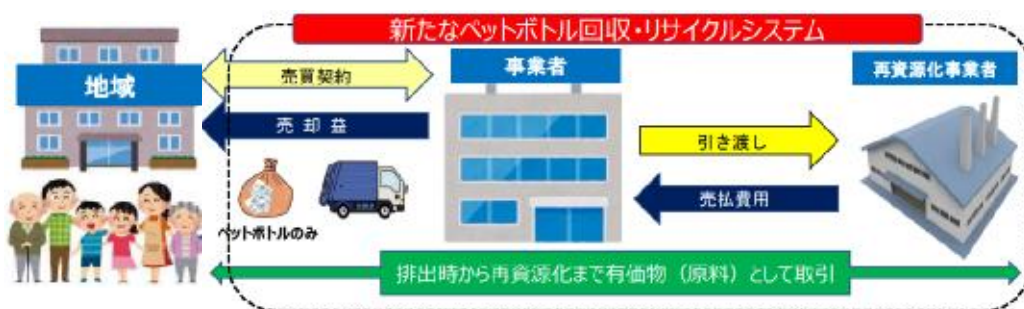 新たなペットボトル回収・リサイクルシステム
地域
売買契約
事業者
再資源化事業者
売却益
引き渡し
売払費用
ペットボトルのみ
排出時から再資源化まで有価物（原料）として取引